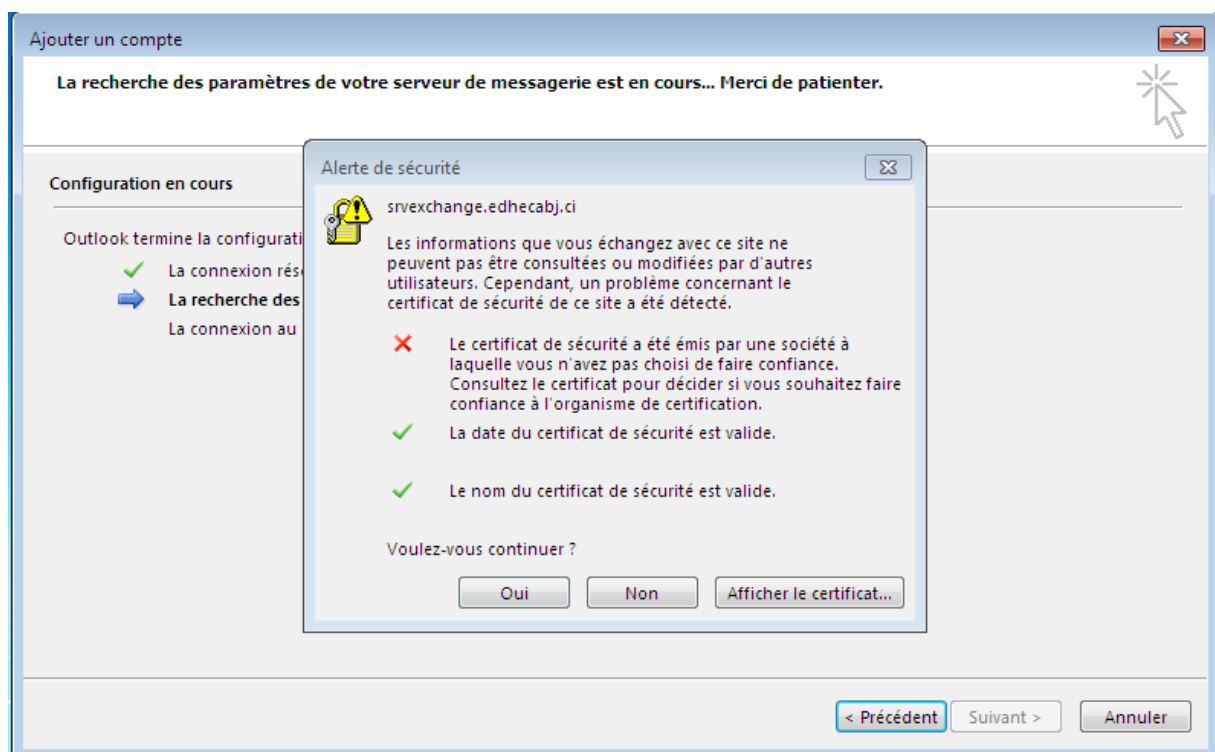 Ajouter un compte
La recherche des paramètres de votre serveur de messagerie est en cours... Merci de patienter.
Alerte de sécurité
Configuration en cours
srvexchange.edhecabj.ci
Outlook termine la configurati
Les informations que vous échangez avec ce site ne
peuvent pas être consultées ou modifiées par d'autres
utilisateurs. Cependant, un problème concernant le
certificat de sécurité de ce site a été détecté.
La connexion rés
La recherche des
La connexion au
Le certificat de sécurité a été émis par une société à
laquelle vous n'avez pas choisi de faire confiance.
Consultez le certificat pour décider si vous souhaitez faire
confiance à l'organisme de certification.
La date du certificat de sécurité est valide.
Le nom du certificat de sécurité est valide.
Voulez-vous continuer ?
Oui Non Afficher le certificat...
< Précédent Suivant > Annuler